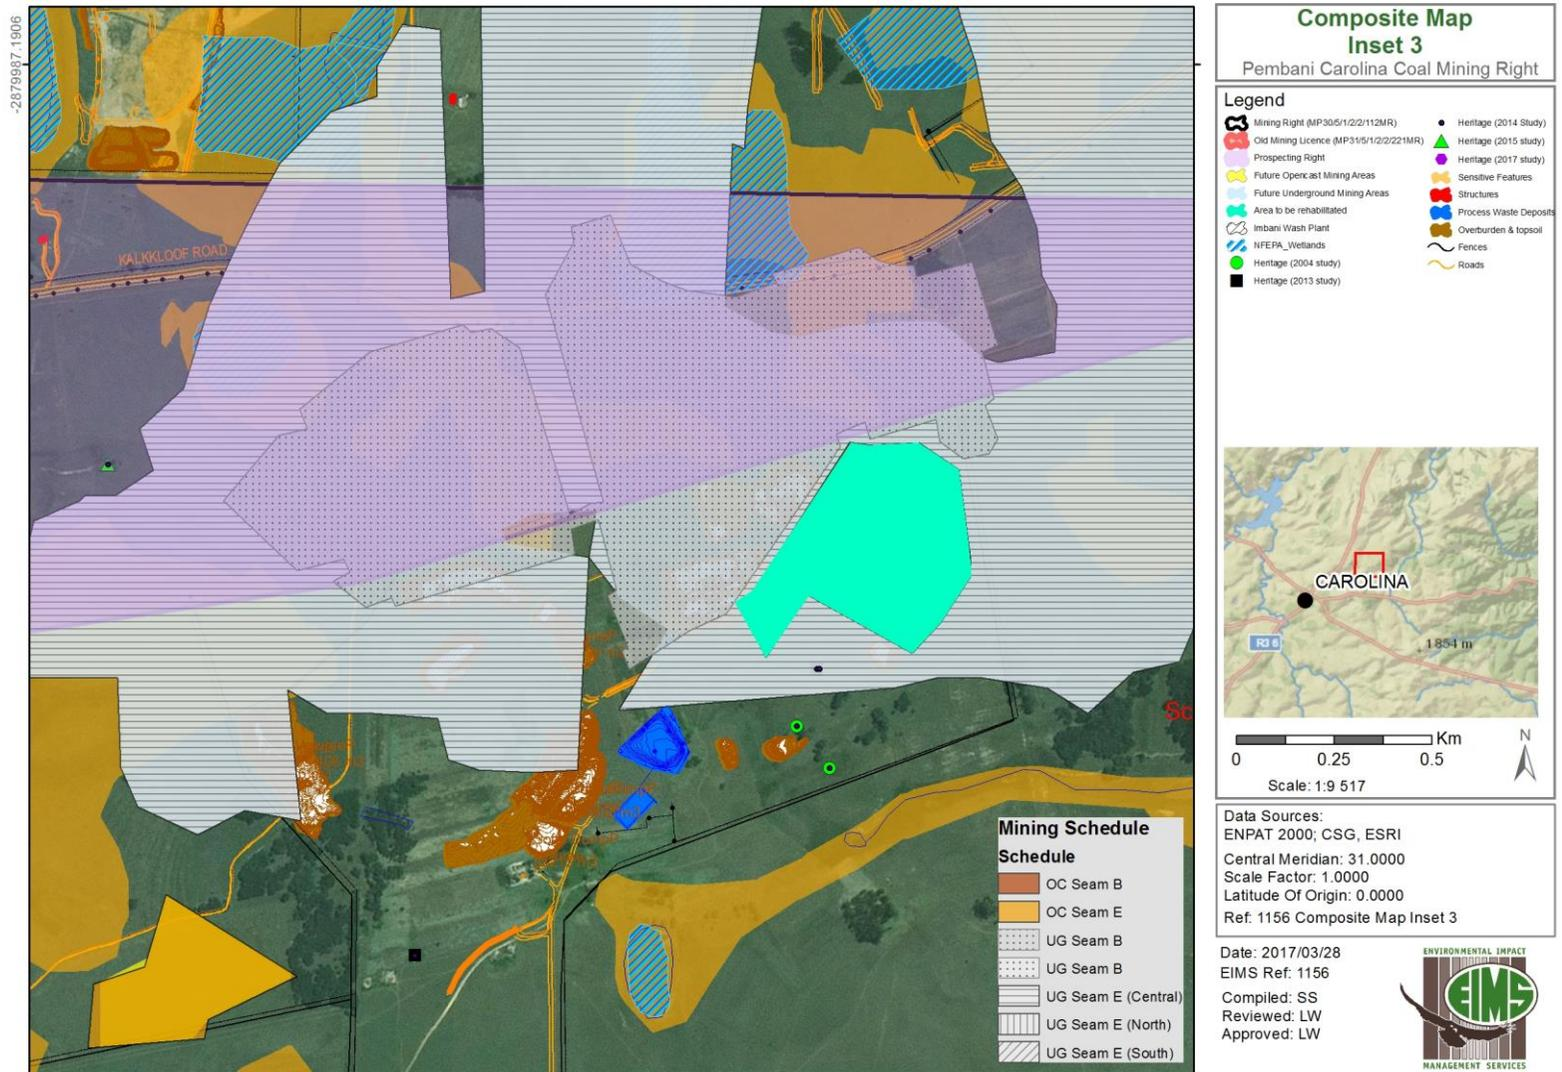 Composite Map
Inset 3
Pembani Carolina Coal Mining Right
-2879987.1906
KALKKLOOF ROAD
Sc
Legend
Mining Right (MP30/5/1/2/2/112MR)
Old Mining Licence (MP31/5/1/2/2/221MR)
Prospecting Right
Future Opencast Mining Areas
Future Underground Mining Areas
Area to be rehabilitated
Imbani Wash Plant
NFEPA_Wetlands
Heritage (2004 study)
Heritage (2013 study)
Heritage (2014 Study)
Heritage (2015 study)
Heritage (2017 study)
Sensitive Features
Structures
Process Waste Deposits
Overburden & topsoil
Fences
Roads
CAROLINA
R36
1854 m
Km
0 0.25 0.5
N
Scale: 1:9 517
Mining Schedule
Schedule
OC Seam B
OC Seam E
UG Seam B
UG Seam B
UG Seam E (Central)
UG Seam E (North)
UG Seam E (South)
Data Sources:
ENPAT 2000; CSG, ESRI
Central Meridian: 31.0000
Scale Factor: 1.0000
Latitude Of Origin: 0.0000
Ref: 1156 Composite Map Inset 3
Date: 2017/03/28
EIMS Ref: 1156
Compiled: SS
Reviewed: LW
Approved: LW
ENVIRONMENTAL IMPACT
EIMS
MANAGEMENT SERVICES